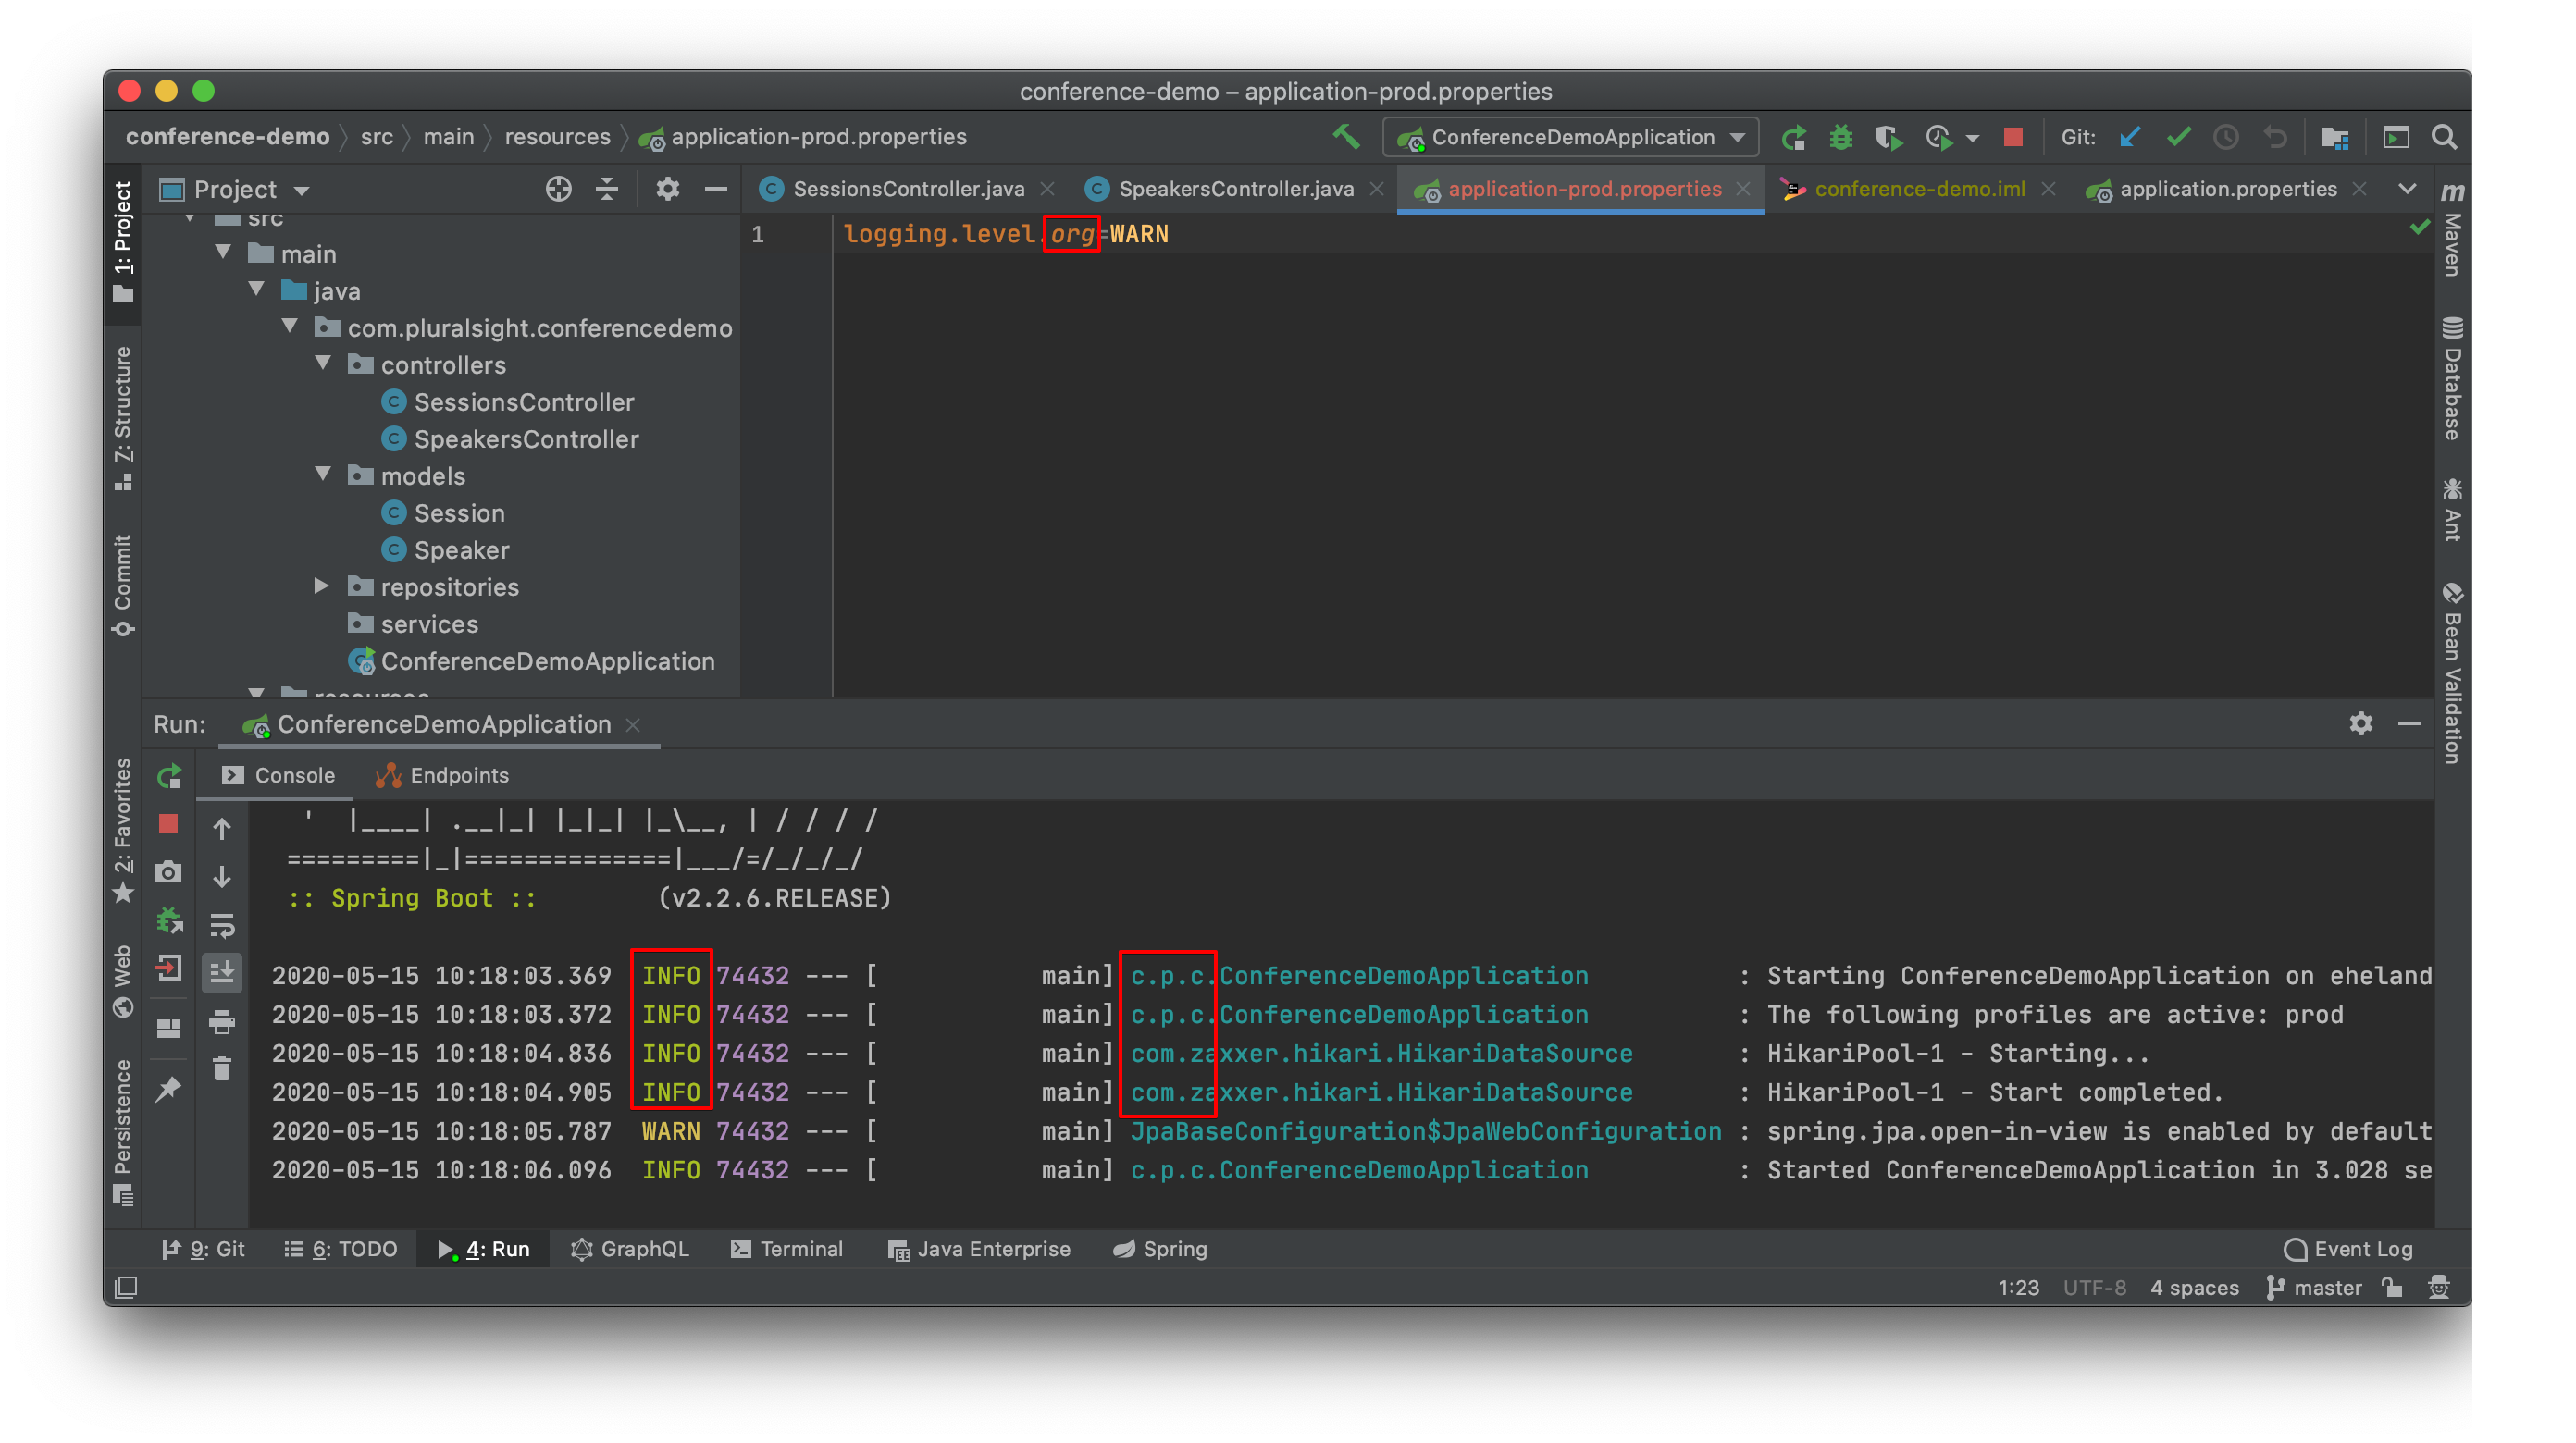 conference-demo – application-prod.properties
conference-demo 〉 src 〉 main 〉 resources 〉 application-prod.properties
ConferenceDemoApplication
Git:
1: Project
Z: Structure
Commit
2: Favorites
Web
Persistence
Project
src
main
java
com.pluralsight.conferencedemo
controllers
SessionsController
SpeakersController
models
Session
Speaker
repositories
services
ConferenceDemoApplication
resources
SessionsController.java
SpeakersController.java
application-prod.properties
conference-demo.iml
application.properties
1 logging.level.org=WARN
m Maven
Database
Ant
Bean Validation
Run: ConferenceDemoApplication
Console Endpoints
'  |____| .__|_| |_|_| |_\__, | / / / /
=========|_|==============|___/=/_/_/_/
:: Spring Boot ::        (v2.2.6.RELEASE)
2020-05-15 10:18:03.369  INFO 74432 --- [           main] c.p.c.ConferenceDemoApplication          : Starting ConferenceDemoApplication on eheland
2020-05-15 10:18:03.372  INFO 74432 --- [           main] c.p.c.ConferenceDemoApplication          : The following profiles are active: prod
2020-05-15 10:18:04.836  INFO 74432 --- [           main] com.zaxxer.hikari.HikariDataSource       : HikariPool-1 - Starting...
2020-05-15 10:18:04.905  INFO 74432 --- [           main] com.zaxxer.hikari.HikariDataSource       : HikariPool-1 - Start completed.
2020-05-15 10:18:05.787  WARN 74432 --- [           main] JpaBaseConfiguration$JpaWebConfiguration : spring.jpa.open-in-view is enabled by default
2020-05-15 10:18:06.096  INFO 74432 --- [           main] c.p.c.ConferenceDemoApplication          : Started ConferenceDemoApplication in 3.028 se
9: Git 6: TODO 4: Run GraphQL Terminal Java Enterprise Spring Event Log
1:23 UTF-8 4 spaces master